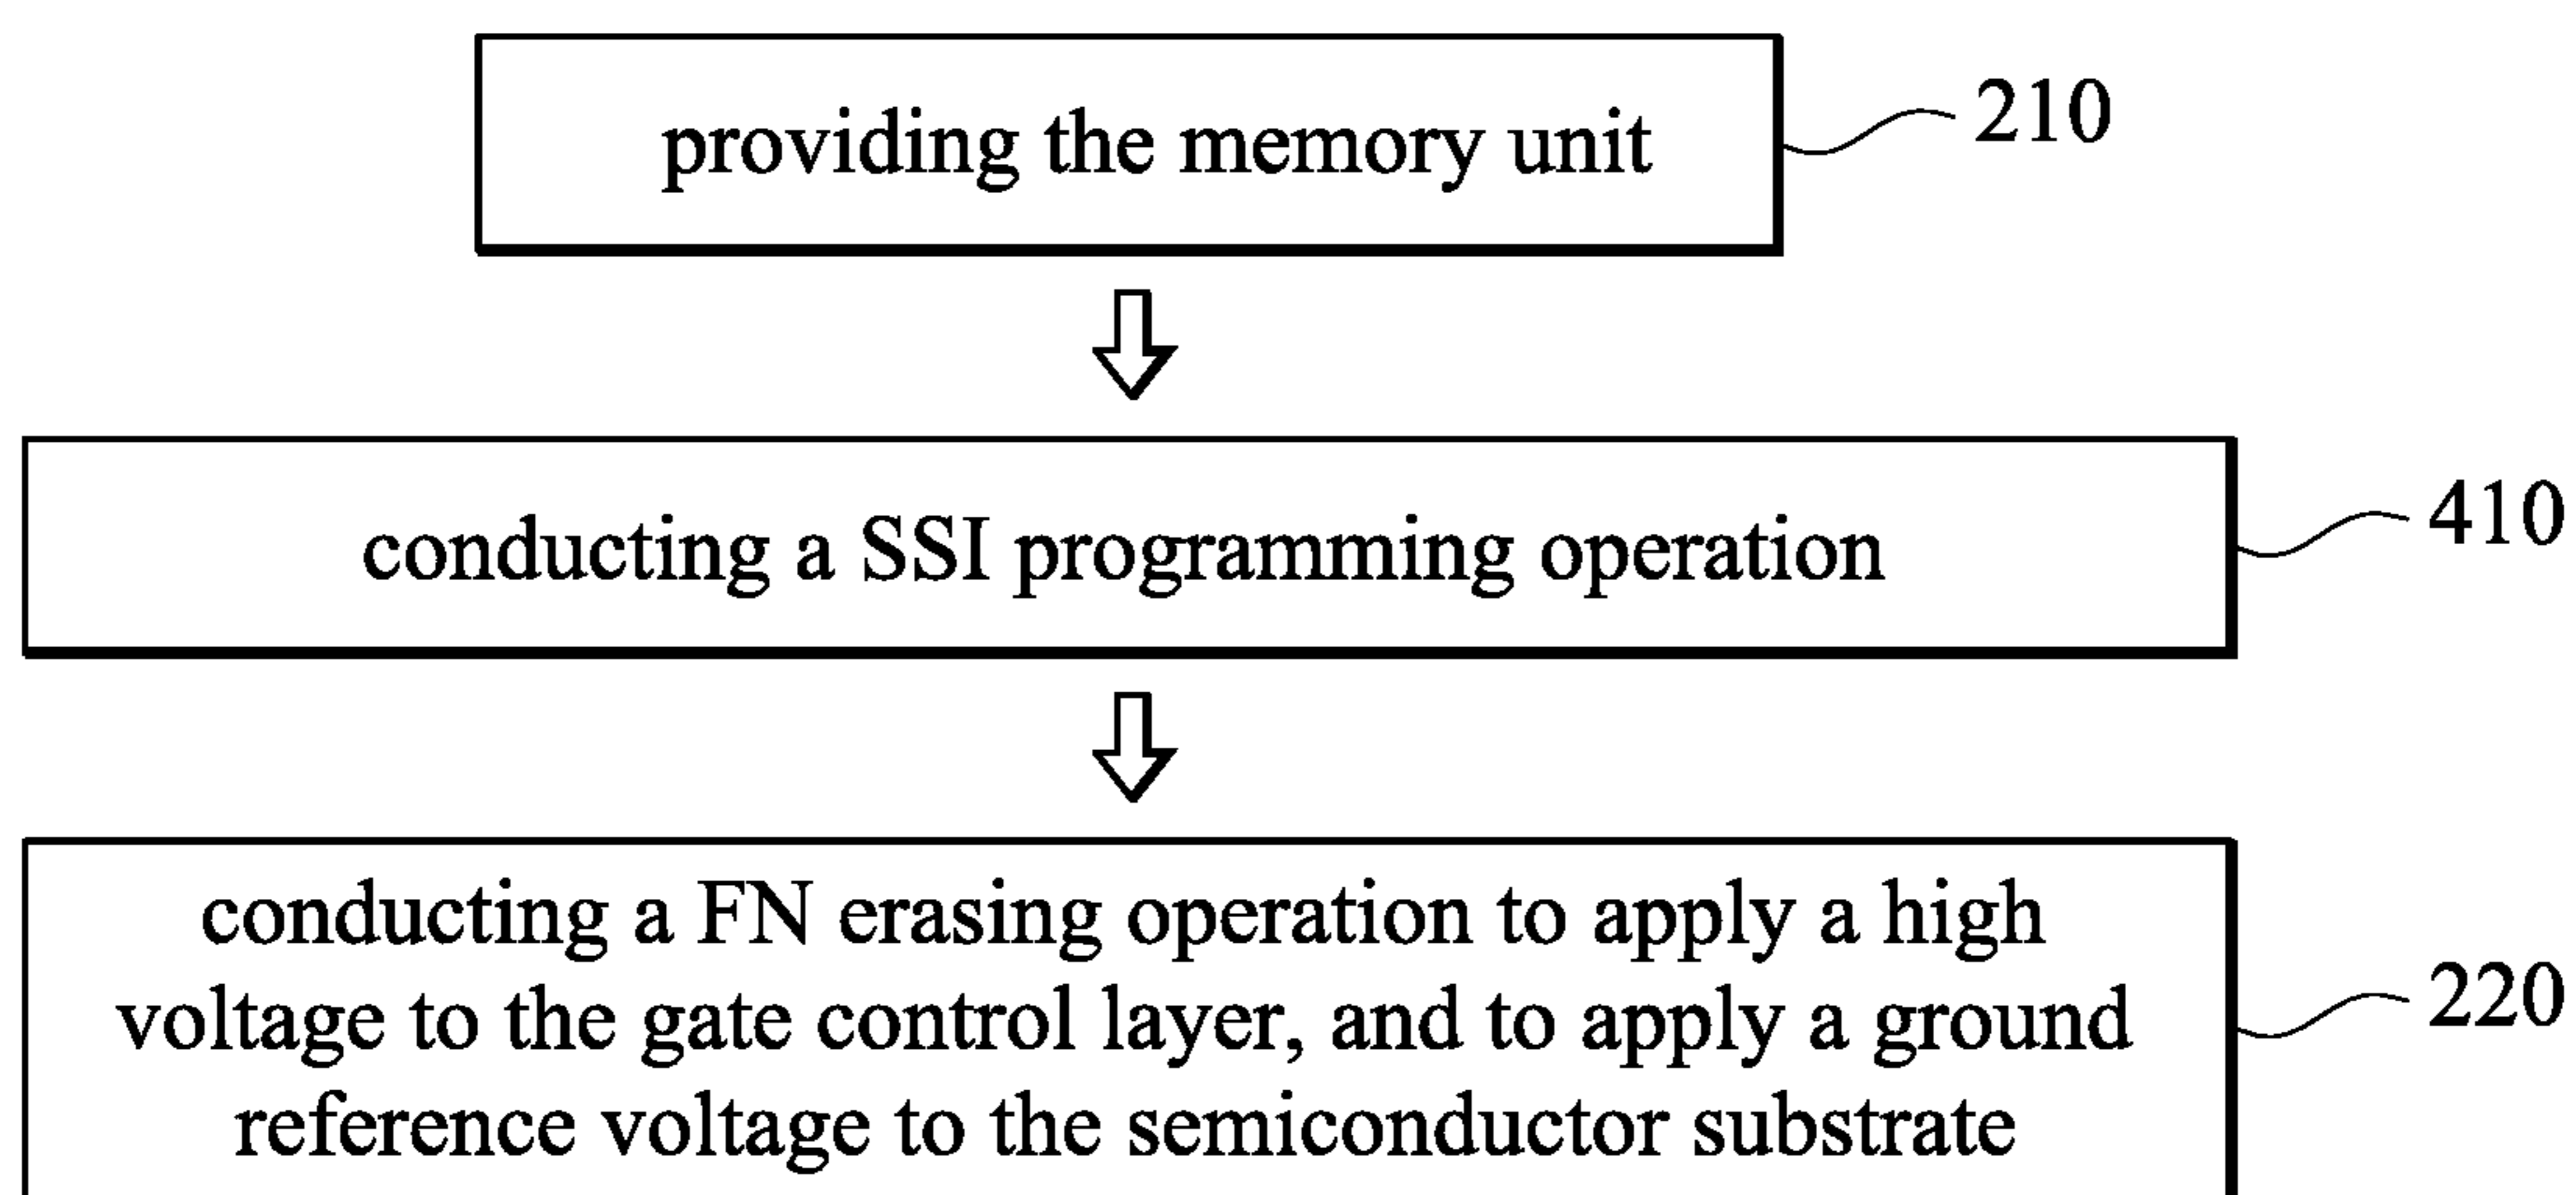 providing the memory unit
210
conducting a SSI programming operation
410
conducting a FN erasing operation to apply a high
voltage to the gate control layer, and to apply a ground
reference voltage to the semiconductor substrate
220